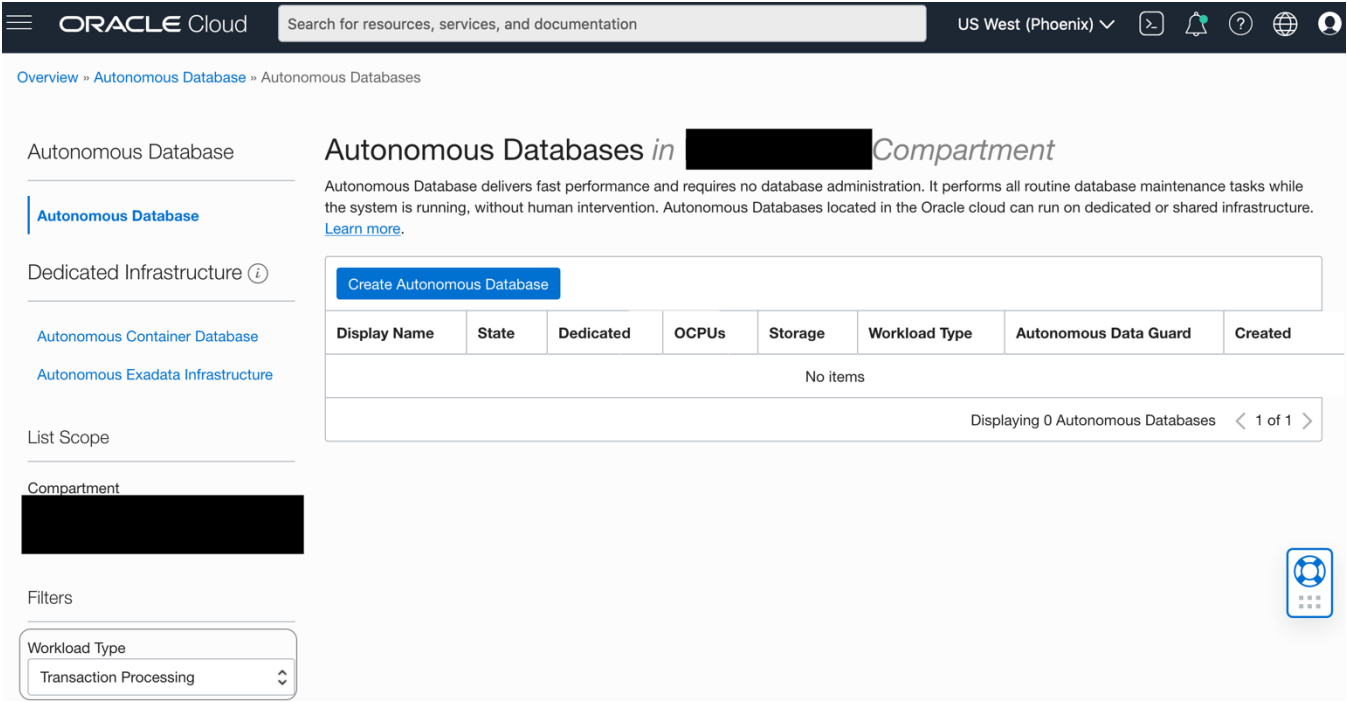 ORACLE Cloud
Search for resources, services, and documentation
US West (Phoenix)
Overview » Autonomous Database » Autonomous Databases
Autonomous Database
Autonomous Database
Dedicated Infrastructure
Autonomous Container Database
Autonomous Exadata Infrastructure
List Scope
Compartment
Filters
Workload Type
Transaction Processing
Autonomous Databases in Compartment
Autonomous Database delivers fast performance and requires no database administration. It performs all routine database maintenance tasks while
the system is running, without human intervention. Autonomous Databases located in the Oracle cloud can run on dedicated or shared infrastructure.
Learn more.
Create Autonomous Database
Display Name State Dedicated OCPUs Storage Workload Type Autonomous Data Guard Created
No items
Displaying 0 Autonomous Databases < 1 of 1 >